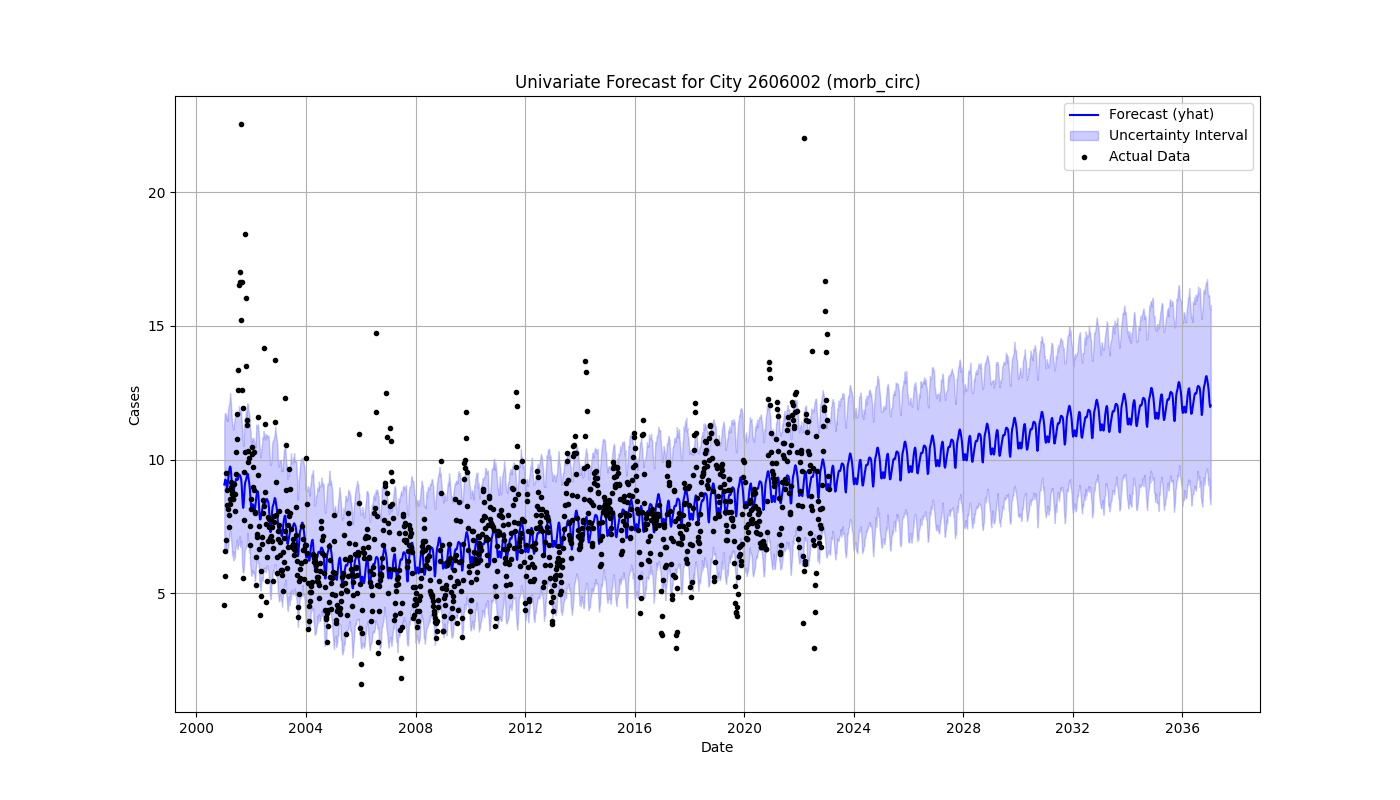 Univariate Forecast for City 2606002 (morb_circ)
Forecast (yhat)
Uncertainty Interval
Actual Data
Cases
20
15
10
5
2000 2004 2008 2012 2016 2020 2024 2028 2032 2036
Date